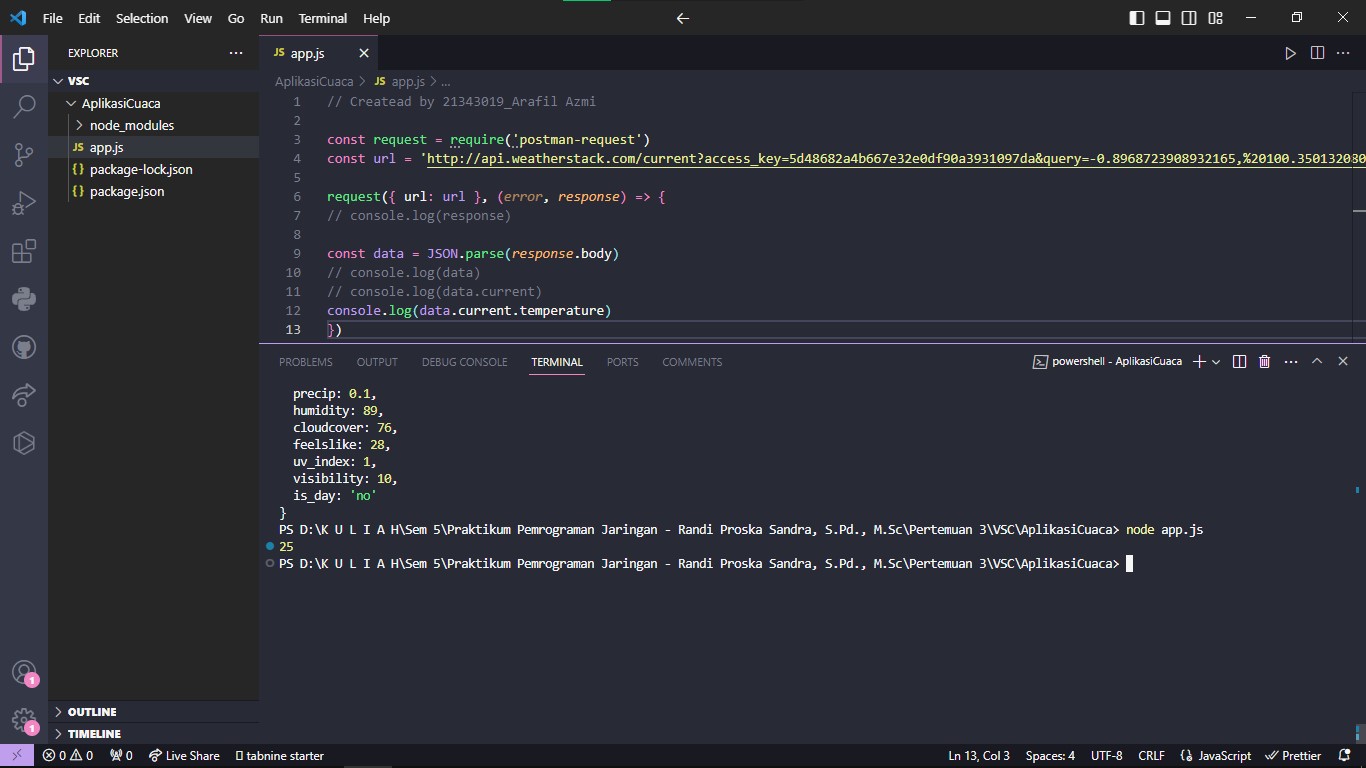 File Edit Selection View Go Run Terminal Help
EXPLORER
VSC
AplikasiCuaca
node_modules
JS app.js
{} package-lock.json
{} package.json
OUTLINE
TIMELINE
JS app.js
AplikasiCuaca > JS app.js > ...
1 // Createad by 21343019_Arafil Azmi
2
3 const request = require('postman-request')
4 const url = 'http://api.weatherstack.com/current?access_key=5d48682a4b667e32e0df90a3931097da&query=-0.8968723908932165,%20100.350132080
5
6 request({ url: url }, (error, response) => {
7 // console.log(response)
8
9 const data = JSON.parse(response.body)
10 // console.log(data)
11 // console.log(data.current)
12 console.log(data.current.temperature)
13 })
PROBLEMS OUTPUT DEBUG CONSOLE TERMINAL PORTS COMMENTS
powershell - AplikasiCuaca
precip: 0.1,
humidity: 89,
cloudcover: 76,
feelslike: 28,
uv_index: 1,
visibility: 10,
is_day: 'no'
}
PS D:\K U L I A H\Sem 5\Praktikum Pemrograman Jaringan - Randi Proska Sandra, S.Pd., M.Sc\Pertemuan 3\VSC\AplikasiCuaca> node app.js
25
PS D:\K U L I A H\Sem 5\Praktikum Pemrograman Jaringan - Randi Proska Sandra, S.Pd., M.Sc\Pertemuan 3\VSC\AplikasiCuaca>
1
1
0 0 0 Live Share tabnine starter Ln 13, Col 3 Spaces: 4 UTF-8 CRLF {} JavaScript Prettier